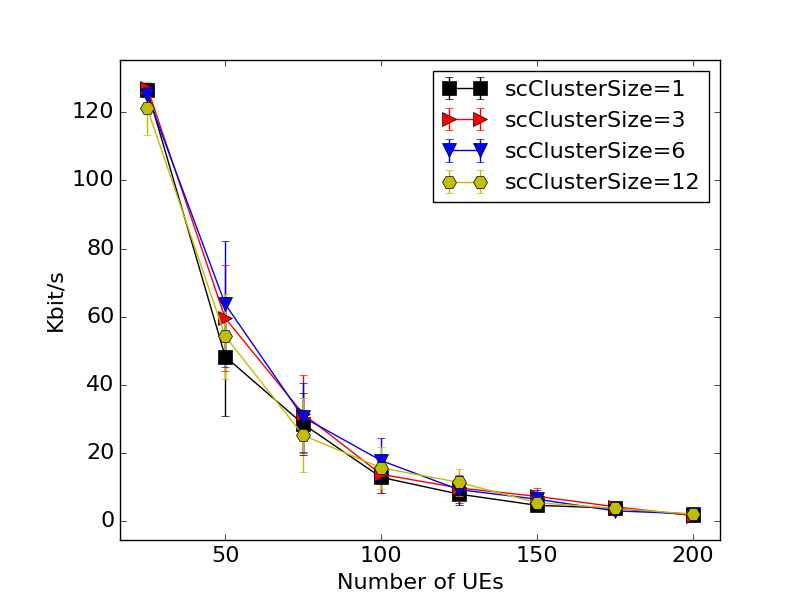 scClusterSize=1
scClusterSize=3
scClusterSize=6
scClusterSize=12
120
100
80
60
40
20
0
Kbit/s
50 100 150 200
Number of UEs